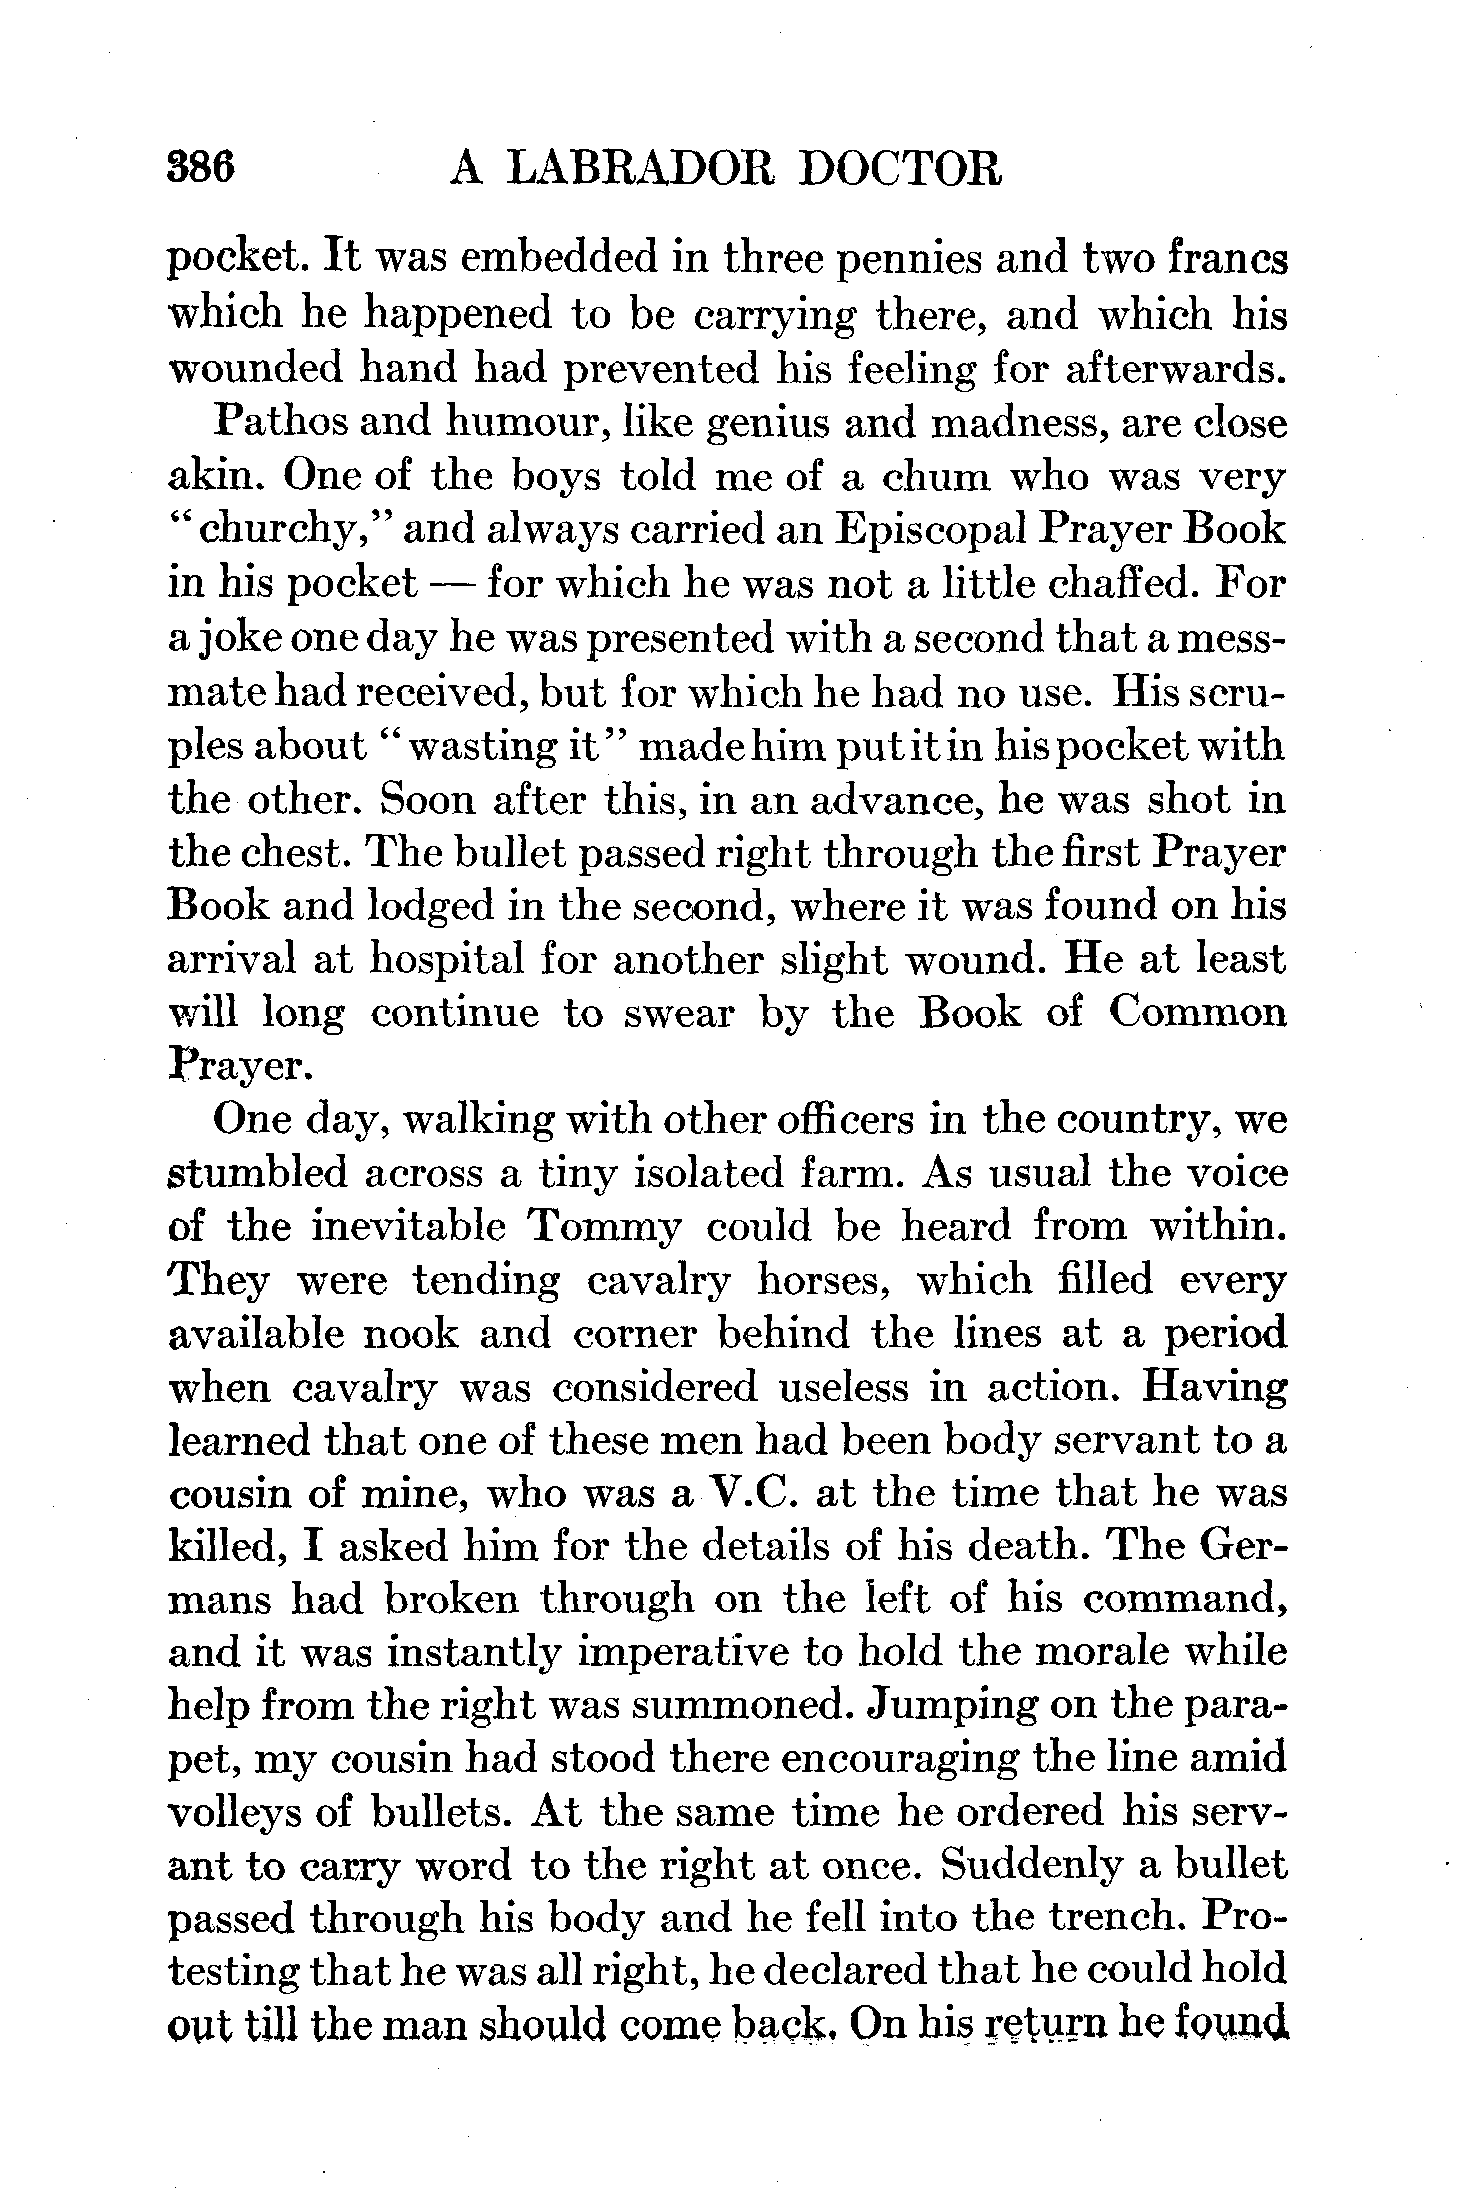 386 A LABRADOR DOCTOR
pocket. It was embedded in three pennies and two francs
which he happened to be carrying there, and which his
wounded hand had prevented his feeling for afterwards.
Pathos and humour, like genius and madness, are close
akin. One of the boys told me of a chum who was very
“churchy,” and always carried an Episcopal Prayer Book
in his pocket — for which he was not a little chaffed. For
a joke one day he was presented with a second that a mess-
mate had received, but for which he had no use. His scru-
ples about “wasting it” made him put it in his pocket with
the other. Soon after this, in an advance, he was shot in
the chest. The bullet passed right through the first Prayer
Book and lodged in the second, where it was found on his
arrival at hospital for another slight wound. He at least
will long continue to swear by the Book of Common
Prayer.
One day, walking with other officers in the country, we
stumbled across a tiny isolated farm. As usual the voice
of the inevitable Tommy could be heard from within.
They were tending cavalry horses, which filled every
available nook and corner behind the lines at a period
when cavalry was considered useless in action. Having
learned that one of these men had been body servant to a
cousin of mine, who was a V.C. at the time that he was
killed, I asked him for the details of his death. The Ger-
mans had broken through on the left of his command,
and it was instantly imperative to hold the morale while
help from the right was summoned. Jumping on the para-
pet, my cousin had stood there encouraging the line amid
volleys of bullets. At the same time he ordered his serv-
ant to carry word to the right at once. Suddenly a bullet
passed through his body and he fell into the trench. Pro-
testing that he was all right, he declared that he could hold
out till the man should come back. On his return he found